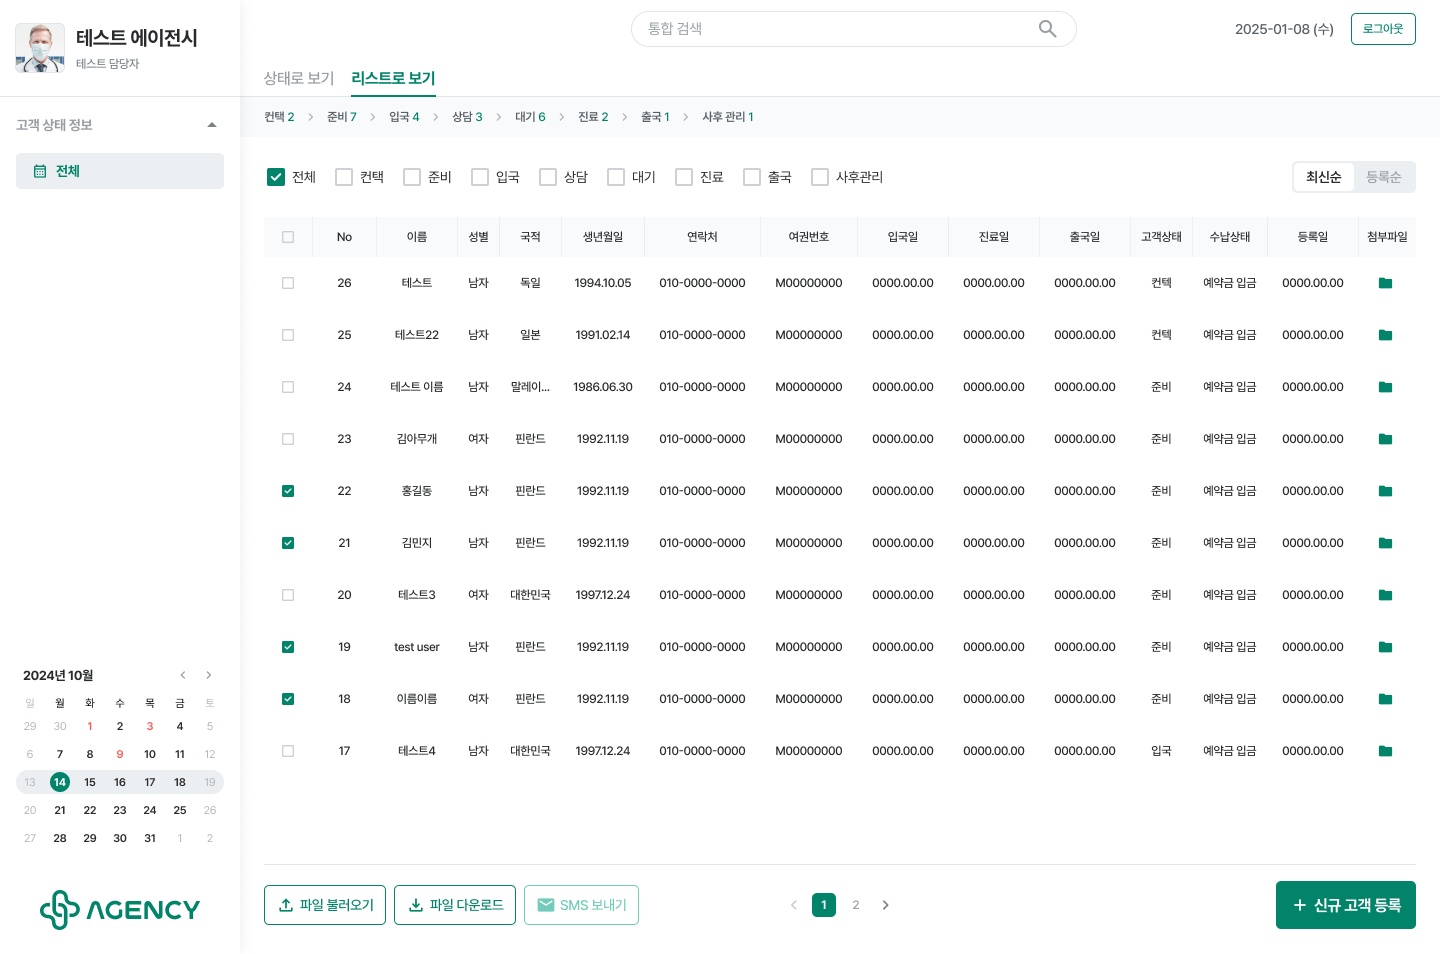 테스트 에이전시
테스트 담당자
통합 검색
2025-01-08 (수)
로그아웃
상태로 보기
리스트로 보기
고객 상태 정보
전체
컨택 2
준비 7
입국 4
상담 3
대기 6
진료 2
출국 1
사후 관리 1
전체 컨택 준비 입국 상담 대기 진료 출국 사후관리
최신순 등록순
No 이름 성별 국적 생년월일 연락처 여권번호 입국일 진료일 출국일 고객상태 수납상태 등록일 첨부파일
26 테스트 남자 독일 1994.10.05 010-0000-0000 M00000000 0000.00.00 0000.00.00 0000.00.00 컨텍 예약금 입금 0000.00.00
25 테스트22 남자 일본 1991.02.14 010-0000-0000 M00000000 0000.00.00 0000.00.00 0000.00.00 컨텍 예약금 입금 0000.00.00
24 테스트 이름 남자 말레이... 1986.06.30 010-0000-0000 M00000000 0000.00.00 0000.00.00 0000.00.00 준비 예약금 입금 0000.00.00
23 김아무개 여자 핀란드 1992.11.19 010-0000-0000 M00000000 0000.00.00 0000.00.00 0000.00.00 준비 예약금 입금 0000.00.00
22 홍길동 남자 핀란드 1992.11.19 010-0000-0000 M00000000 0000.00.00 0000.00.00 0000.00.00 준비 예약금 입금 0000.00.00
21 김민지 남자 핀란드 1992.11.19 010-0000-0000 M00000000 0000.00.00 0000.00.00 0000.00.00 준비 예약금 입금 0000.00.00
20 테스트3 여자 대한민국 1997.12.24 010-0000-0000 M00000000 0000.00.00 0000.00.00 0000.00.00 준비 예약금 입금 0000.00.00
19 test user 남자 핀란드 1992.11.19 010-0000-0000 M00000000 0000.00.00 0000.00.00 0000.00.00 준비 예약금 입금 0000.00.00
18 이름이름 여자 핀란드 1992.11.19 010-0000-0000 M00000000 0000.00.00 0000.00.00 0000.00.00 준비 예약금 입금 0000.00.00
17 테스트4 남자 대한민국 1997.12.24 010-0000-0000 M00000000 0000.00.00 0000.00.00 0000.00.00 입국 예약금 입금 0000.00.00
2024년 10월
일 월 화 수 목 금 토
29 30 1 2 3 4 5
6 7 8 9 10 11 12
13 14 15 16 17 18 19
20 21 22 23 24 25 26
27 28 29 30 31 1 2
AGENCY
파일 불러오기
파일 다운로드
SMS 보내기
1 2
신규 고객 등록